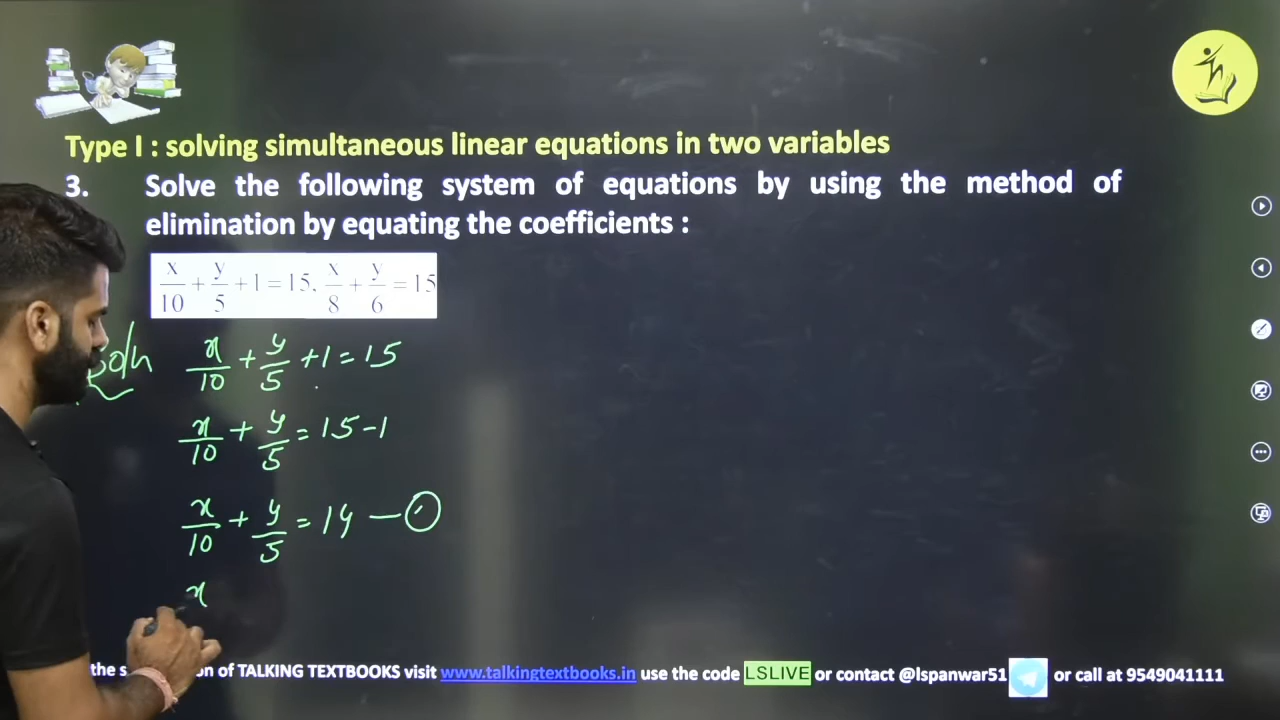 Type I : solving simultaneous linear equations in two variables
3. Solve the following system of equations by using the method of
elimination by equating the coefficients :
x/10 + y/5 + 1 = 15, x/8 + y/6 = 15
Soln x/10 + y/5 + 1 = 15
x/10 + y/5 = 15 - 1
x/10 + y/5 = 14 — ①
x
the s on of TALKING TEXTBOOKS visit www.talkingtextbooks.in use the code LSLIVE or contact @lspanwar51 or call at 9549041111